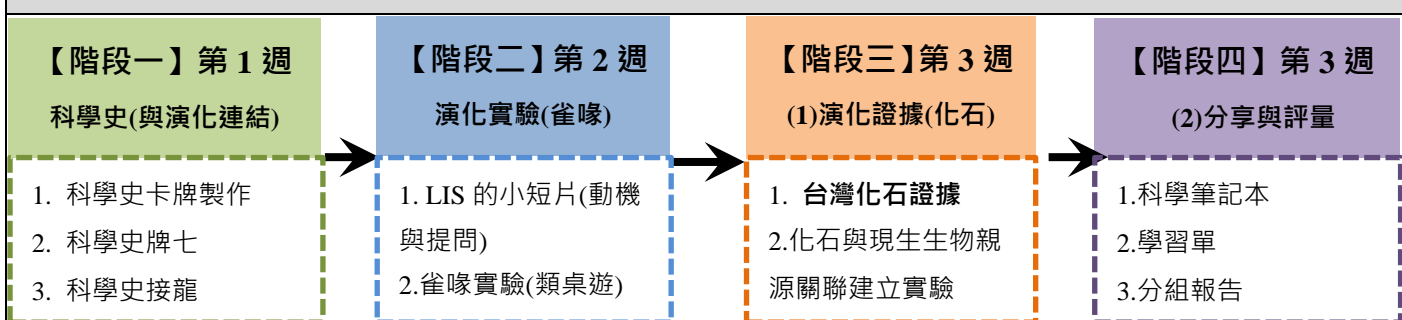 【階段一】第 1 週
科學史(與演化連結)
1. 科學史卡牌製作
2. 科學史牌七
3. 科學史接龍
【階段二】第 2 週
演化實驗(雀喙)
1. LIS 的小短片(動機
與提問)
2.雀喙實驗(類桌遊)
【階段三】第 3 週
(1)演化證據(化石)
1. 台灣化石證據
2.化石與現生生物親
源關聯建立實驗
【階段四】第 3 週
(2)分享與評量
1.科學筆記本
2.學習單
3.分組報告